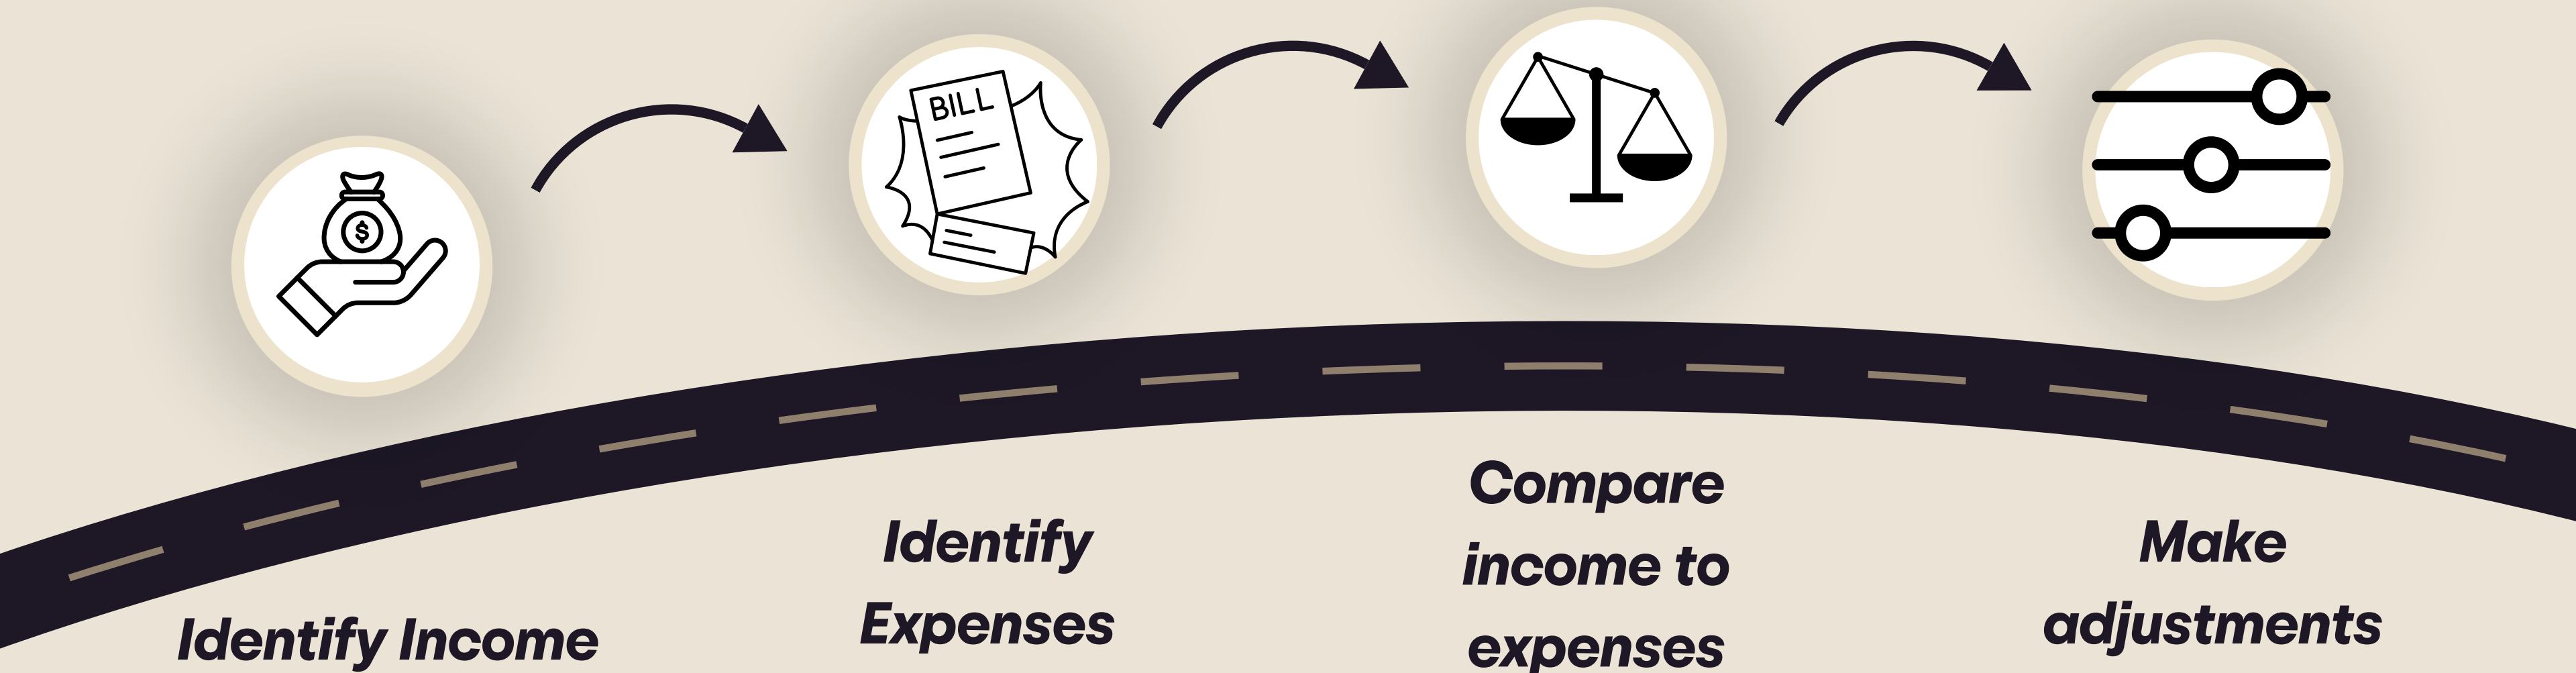 $
BILL
Identify Income
Identify
Expenses
Compare
income to
expenses
Make
adjustments